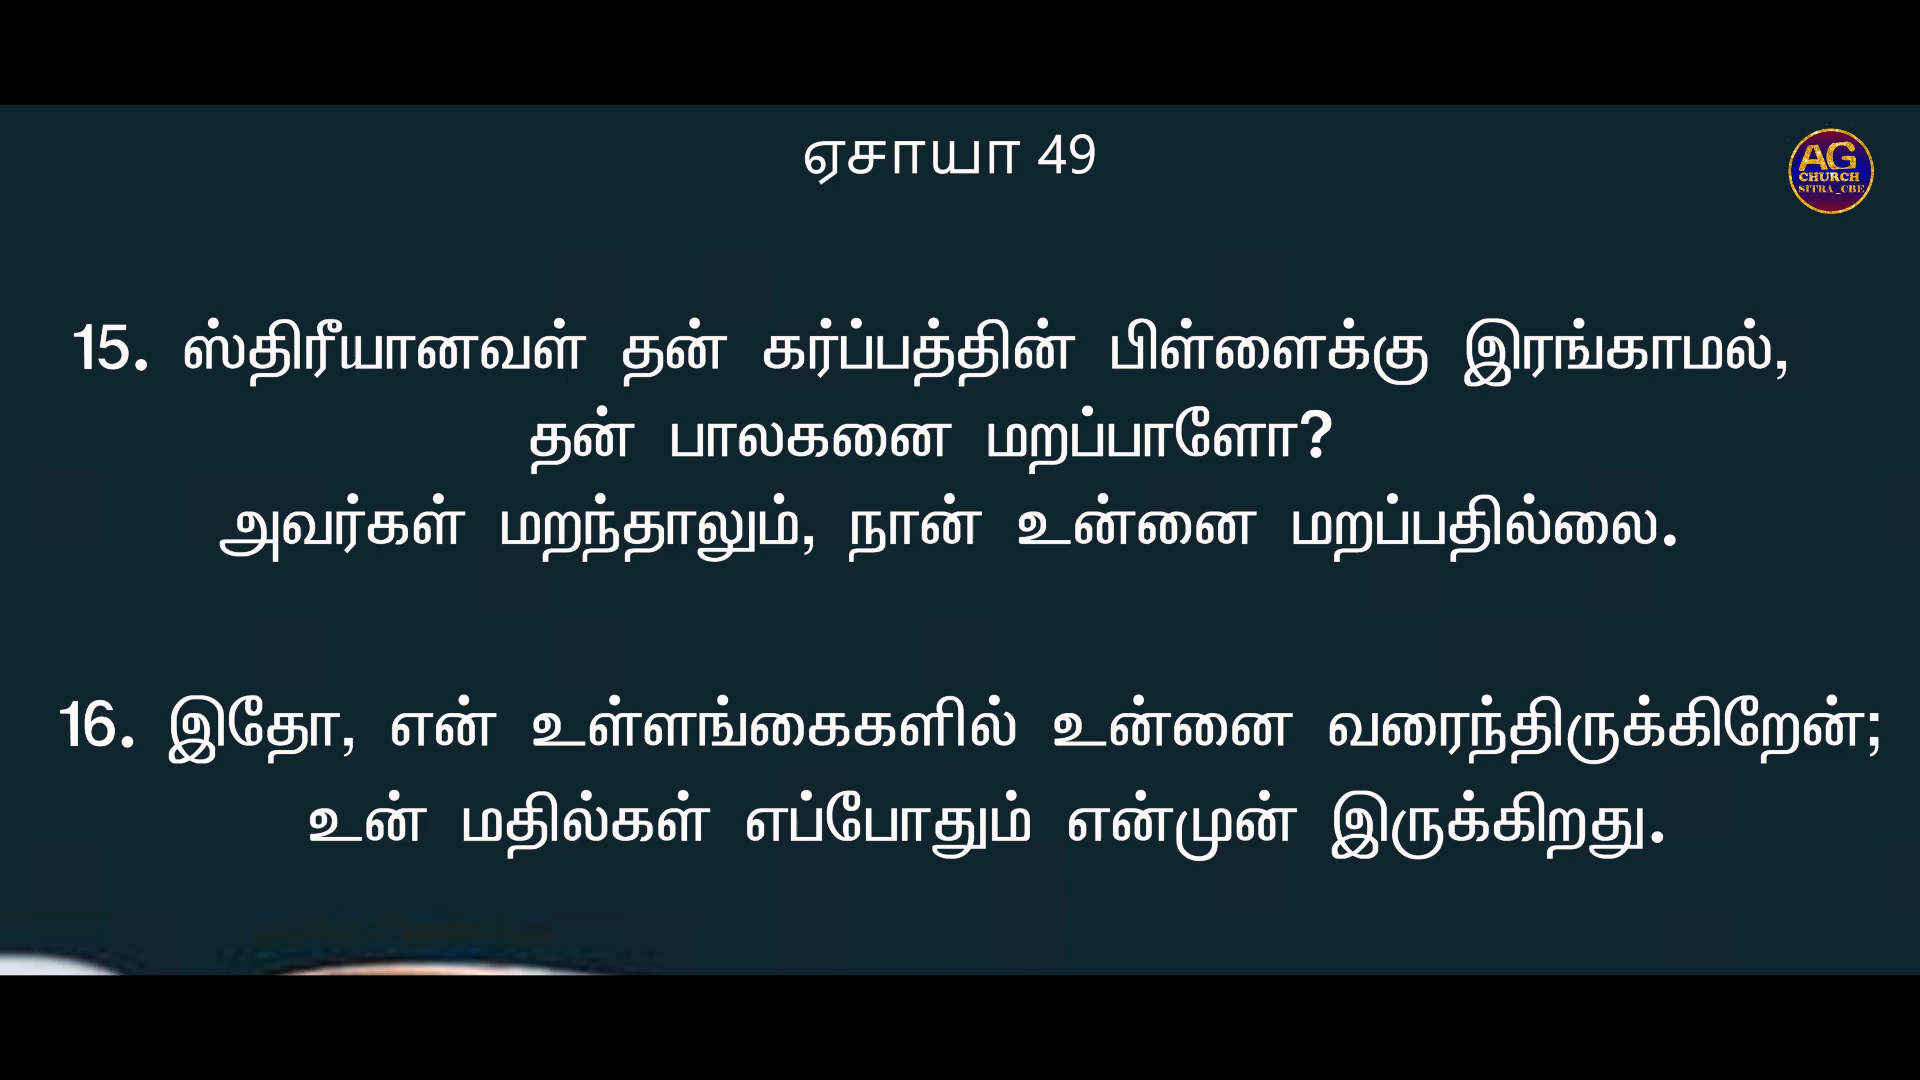 ஏசாயா 49
AG
CHURCH
SITRA_CBE
15. ஸ்திரீயானவள் தன் கர்ப்பத்தின் பிள்ளைக்கு இரங்காமல்,
தன் பாலகனை மறப்பாளோ?
அவர்கள் மறந்தாலும், நான் உன்னை மறப்பதில்லை.
16. இதோ, என் உள்ளங்கைகளில் உன்னை வரைந்திருக்கிறேன்;
உன் மதில்கள் எப்போதும் என்முன் இருக்கிறது.